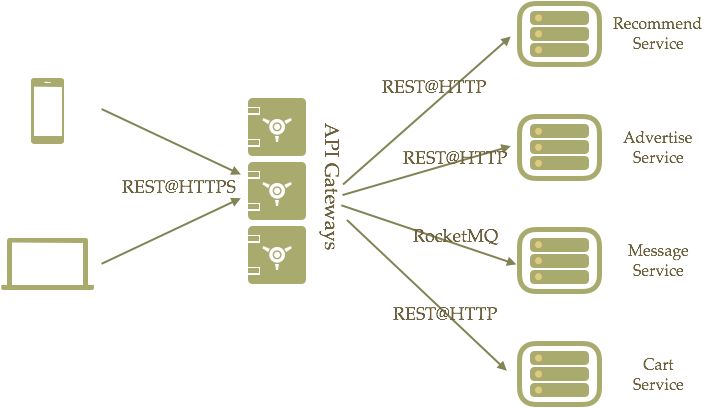 Recommend
Service
REST@HTTP
Advertise
Service
REST@HTTP
REST@HTTPS
API Gateways
RocketMQ
Message
Service
REST@HTTP
Cart
Service